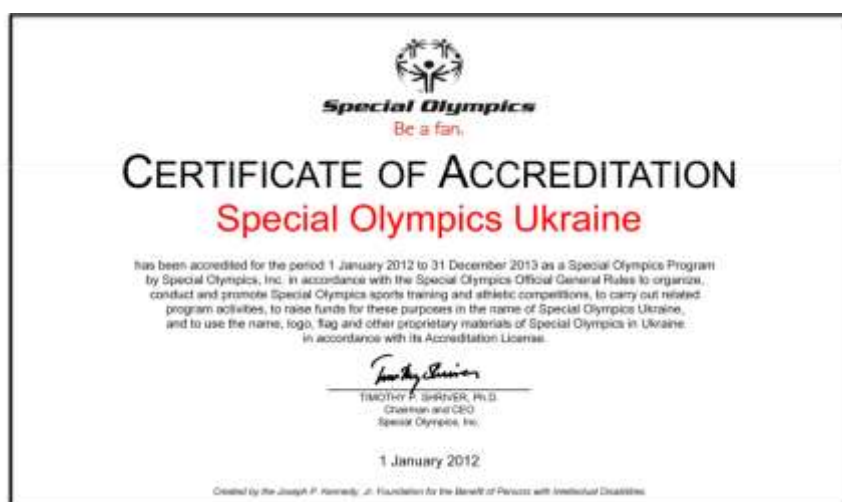 Special Olympics
Be a fan.
CERTIFICATE OF ACCREDITATION
Special Olympics Ukraine
has been accredited for the period 1 January 2012 to 31 December 2013 as a Special Olympics Program
by Special Olympics, Inc. in accordance with the Special Olympics Official General Rules to organize,
conduct and promote Special Olympics sports training and athletic competitions, to carry out related
program activities, to raise funds for these purposes in the name of Special Olympics Ukraine,
and to use the name, logo, flag and other proprietary materials of Special Olympics in Ukraine
in accordance with its Accreditation License.
Timothy Shriver
TIMOTHY P. SHRIVER, Ph.D.
Chairman and CEO
Special Olympics, Inc.
1 January 2012
Created by the Joseph P. Kennedy, Jr. Foundation for the Benefit of Persons with Intellectual Disabilities.